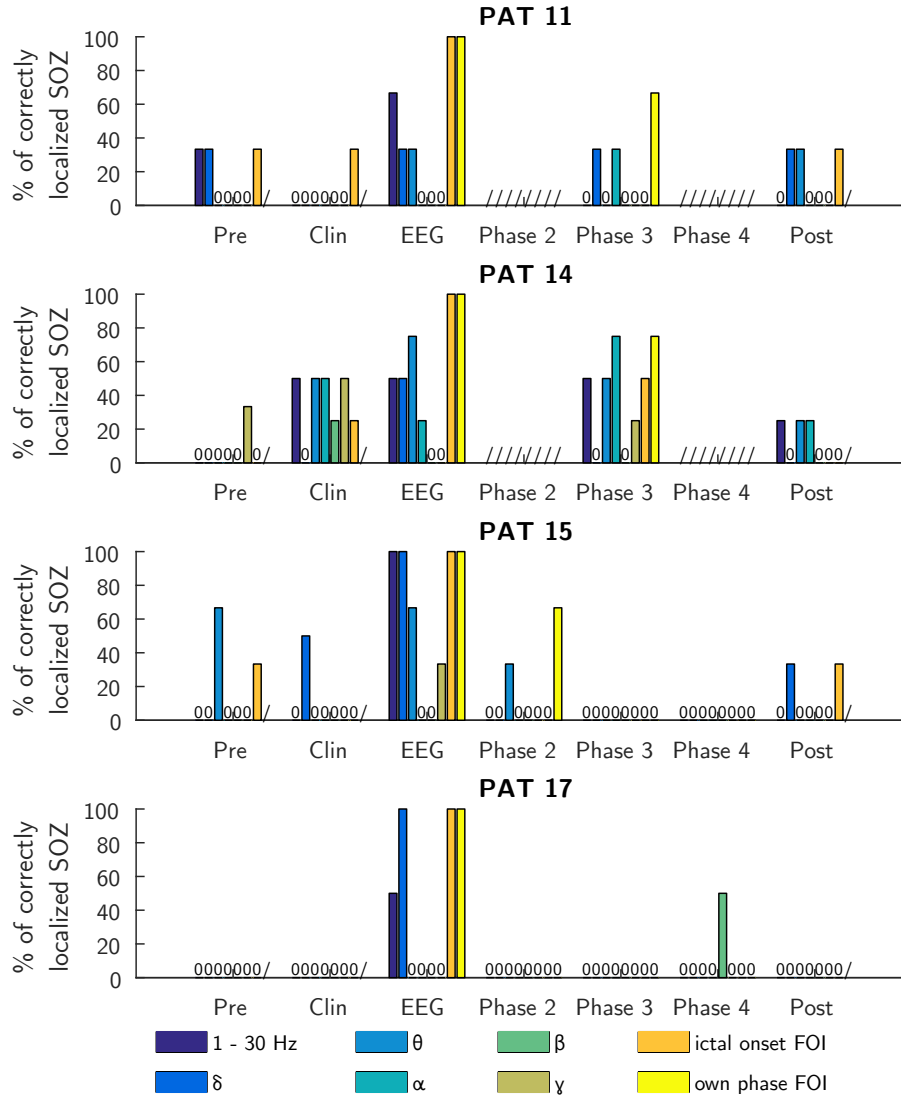 PAT 11
% of correctly
localized SOZ
100
80
60
40
20
0
0000 / 000000 / 000 //////// 0 0 000 //////// 0 000 /
Pre Clin EEG Phase 2 Phase 3 Phase 4 Post
PAT 14
% of correctly
localized SOZ
100
80
60
40
20
0
00000 0/ 0 / 00 //////// 0 0 //////// 0 000/
Pre Clin EEG Phase 2 Phase 3 Phase 4 Post
PAT 15
% of correctly
localized SOZ
100
80
60
40
20
0
00 000 / 0 00000/ 00 00 0000 00000000 00000000 0 0000 /
Pre Clin EEG Phase 2 Phase 3 Phase 4 Post
PAT 17
% of correctly
localized SOZ
100
80
60
40
20
0
0000000/ 0000000/ 0000 00000000 00000000 0000 000 0000000/
Pre Clin EEG Phase 2 Phase 3 Phase 4 Post
1 - 30 Hz θ β ictal onset FOI
δ α γ own phase FOI